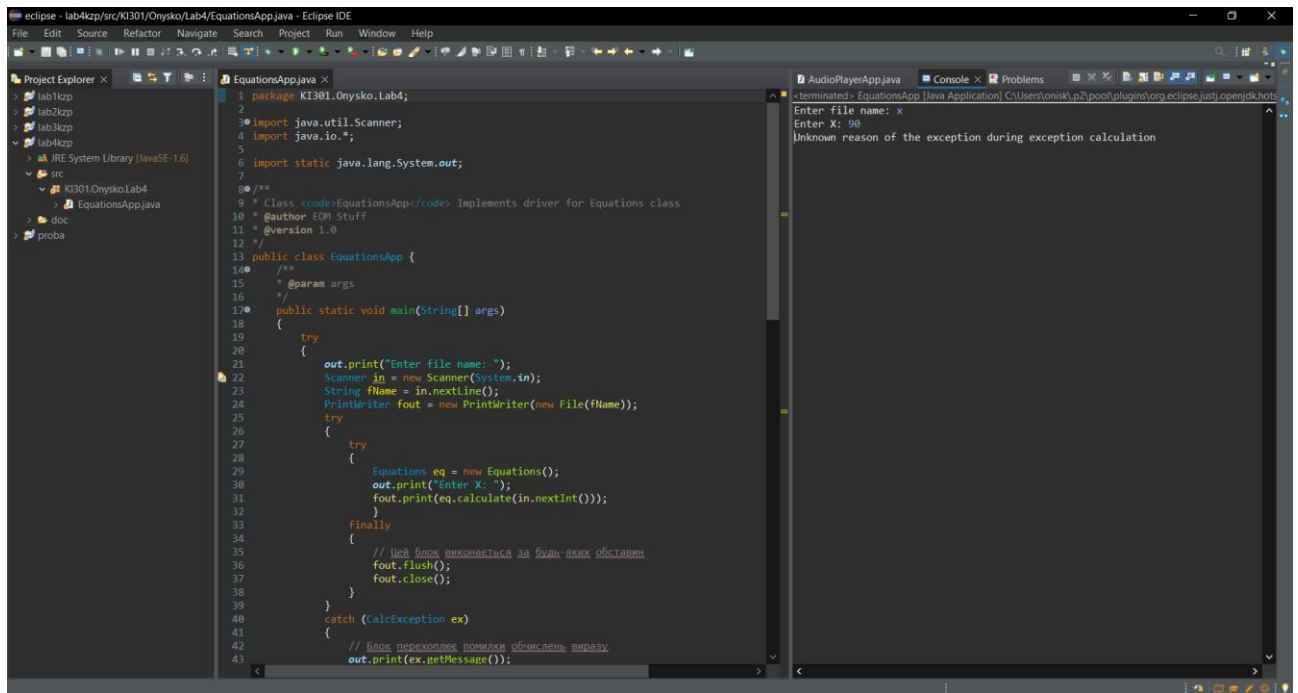 eclipse - lab4kzp/src/KI301/Onysko/Lab4/EquationsApp.java - Eclipse IDE
File Edit Source Refactor Navigate Search Project Run Window Help
Project Explorer
lab1kzp
lab2kzp
lab3kzp
lab4kzp
JRE System Library [JavaSE-1.6]
src
KI301.Onysko.Lab4
EquationsApp.java
doc
proba
EquationsApp.java
1 package KI301.Onysko.Lab4;
2
3 import java.util.Scanner;
4 import java.io.*;
5
6 import static java.lang.System.out;
7
8 /**
9 * Class <code>EquationsApp</code> Implements driver for Equations class
10 * @author EOM Stuff
11 * @version 1.0
12 */
13 public class EquationsApp {
14 /**
15 * @param args
16 */
17 public static void main(String[] args)
18 {
19 try
20 {
21 out.print("Enter file name: ");
22 Scanner in = new Scanner(System.in);
23 String fName = in.nextLine();
24 PrintWriter fout = new PrintWriter(new File(fName));
25 try
26 {
27 try
28 {
29 Equations eq = new Equations();
30 out.print("Enter X: ");
31 fout.print(eq.calculate(in.nextInt()));
32 }
33 finally
34 {
35 // Цей блок виконається за будь-яких обставин
36 fout.flush();
37 fout.close();
38 }
39 }
40 catch (CalcException ex)
41 {
42 // Блок перехоплює помилки обчислень виразу
43 out.print(ex.getMessage());
AudioPlayerApp.java Console Problems
<terminated> EquationsApp [Java Application] C:\Users\onisk\.p2\pool\plugins\org.eclipse.justj.openjdk.hots
Enter file name: x
Enter X: 90
Unknown reason of the exception during exception calculation